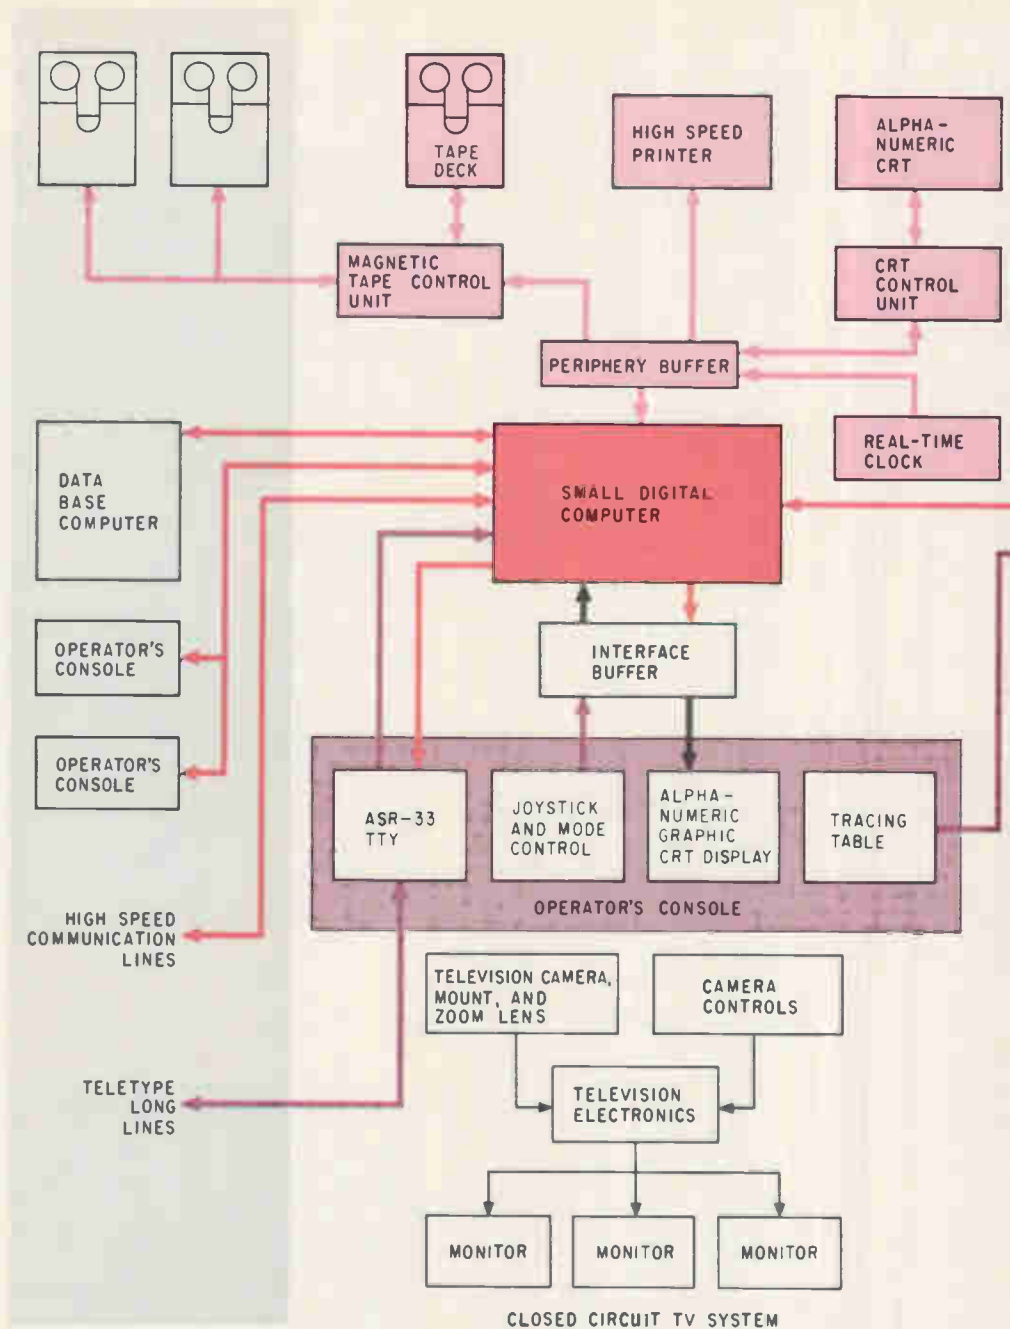 TAPE
DECK
HIGH SPEED
PRINTER
ALPHA-
NUMERIC
CRT
MAGNETIC
TAPE CONTROL
UNIT
CRT
CONTROL
UNIT
PERIPHERY BUFFER
REAL-TIME
CLOCK
DATA
BASE
COMPUTER
SMALL DIGITAL
COMPUTER
OPERATOR'S
CONSOLE
INTERFACE
BUFFER
OPERATOR'S
CONSOLE
ASR-33
TTY
JOYSTICK
AND MODE
CONTROL
ALPHA-
NUMERIC
GRAPHIC
CRT DISPLAY
TRACING
TABLE
OPERATOR'S CONSOLE
HIGH SPEED
COMMUNICATION
LINES
TELEVISION CAMERA,
MOUNT, AND
ZOOM LENS
CAMERA
CONTROLS
TELETYPE
LONG
LINES
TELEVISION
ELECTRONICS
MONITOR
MONITOR
MONITOR
CLOSED CIRCUIT TV SYSTEM